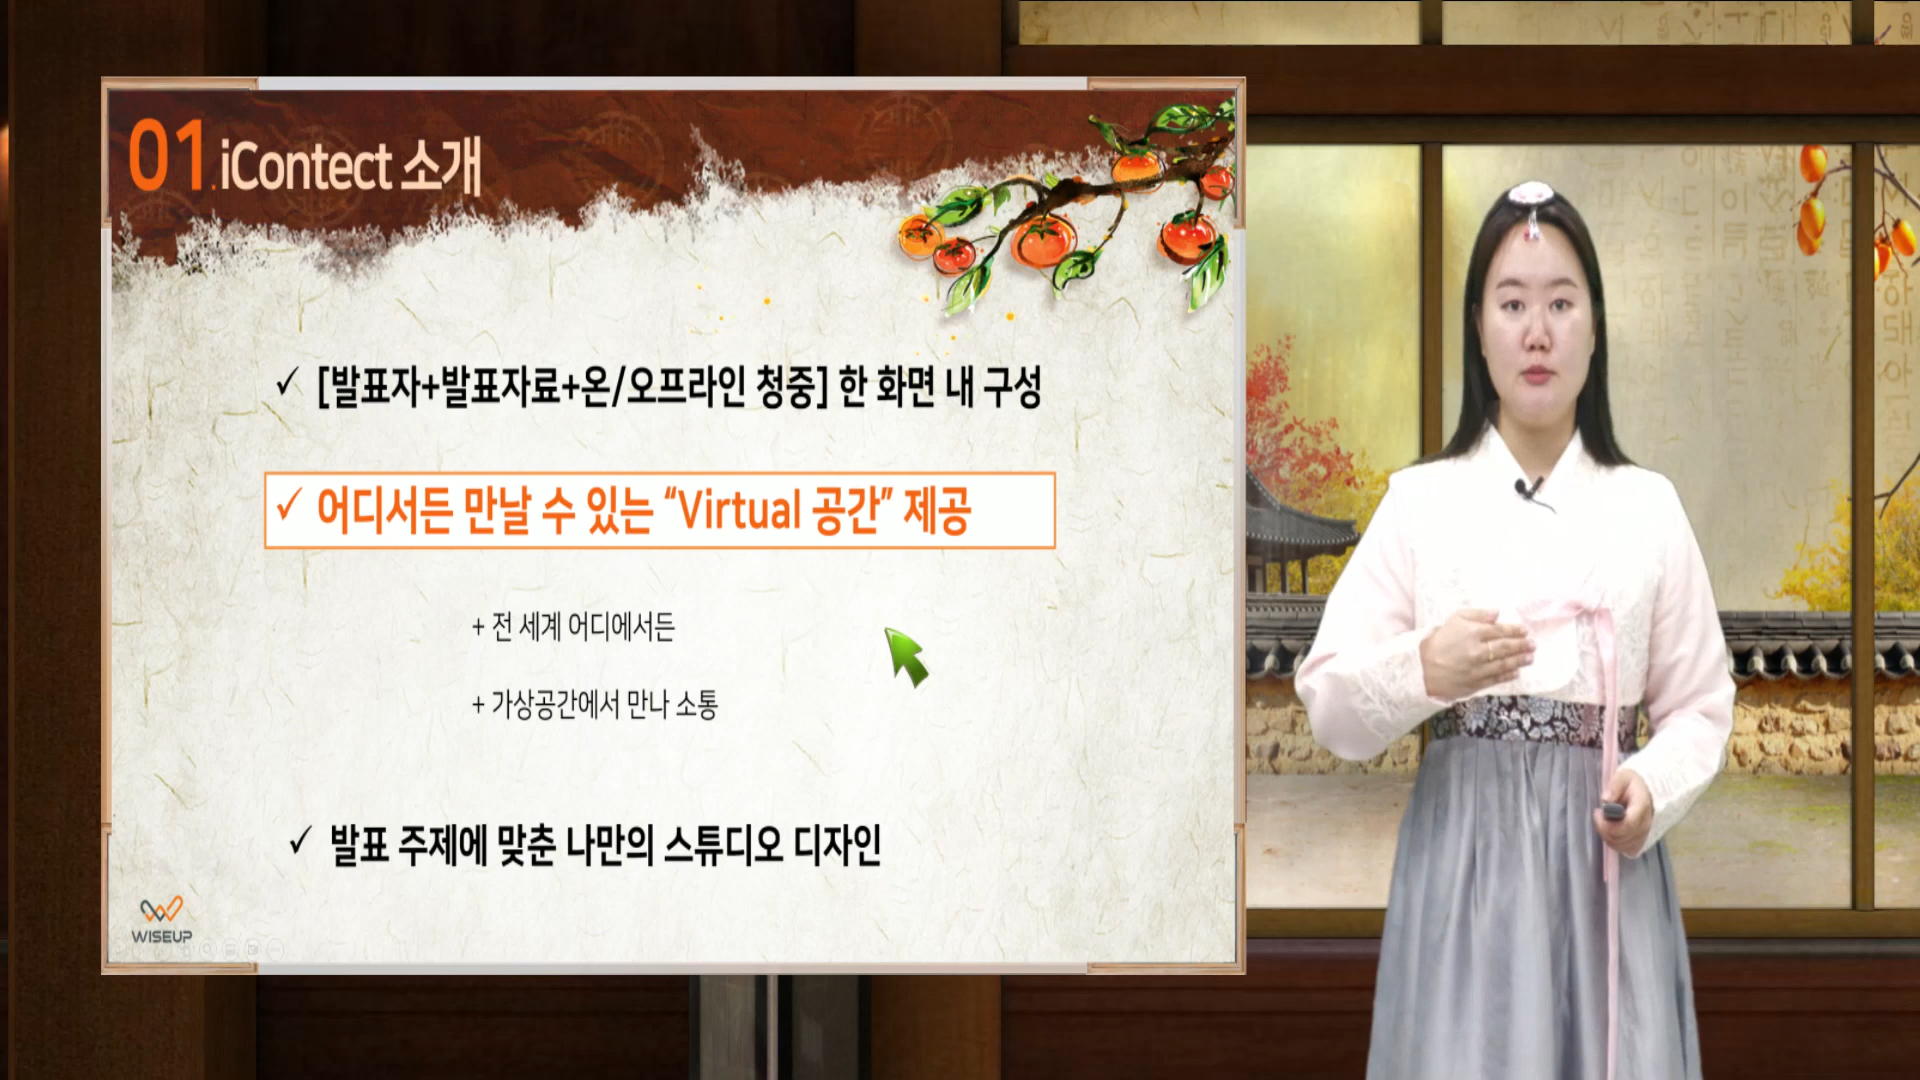 01. iContect 소개
✓ [발표자+발표자료+온/오프라인 청중] 한 화면 내 구성
✓ 어디서든 만날 수 있는 “Virtual 공간” 제공
+ 전 세계 어디에서든
+ 가상공간에서 만나 소통
✓ 발표 주제에 맞춘 나만의 스튜디오 디자인
WISEUP